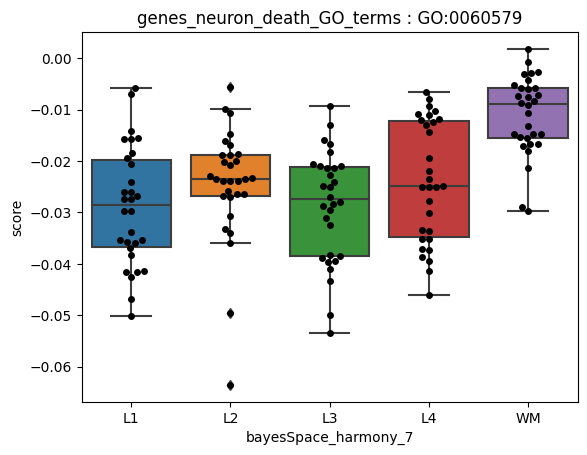 genes_neuron_death_GO_terms : GO:0060579
0.00
−0.01
−0.02
−0.03
−0.04
−0.05
−0.06
score
L1 L2 L3 L4 WM
bayesSpace_harmony_7